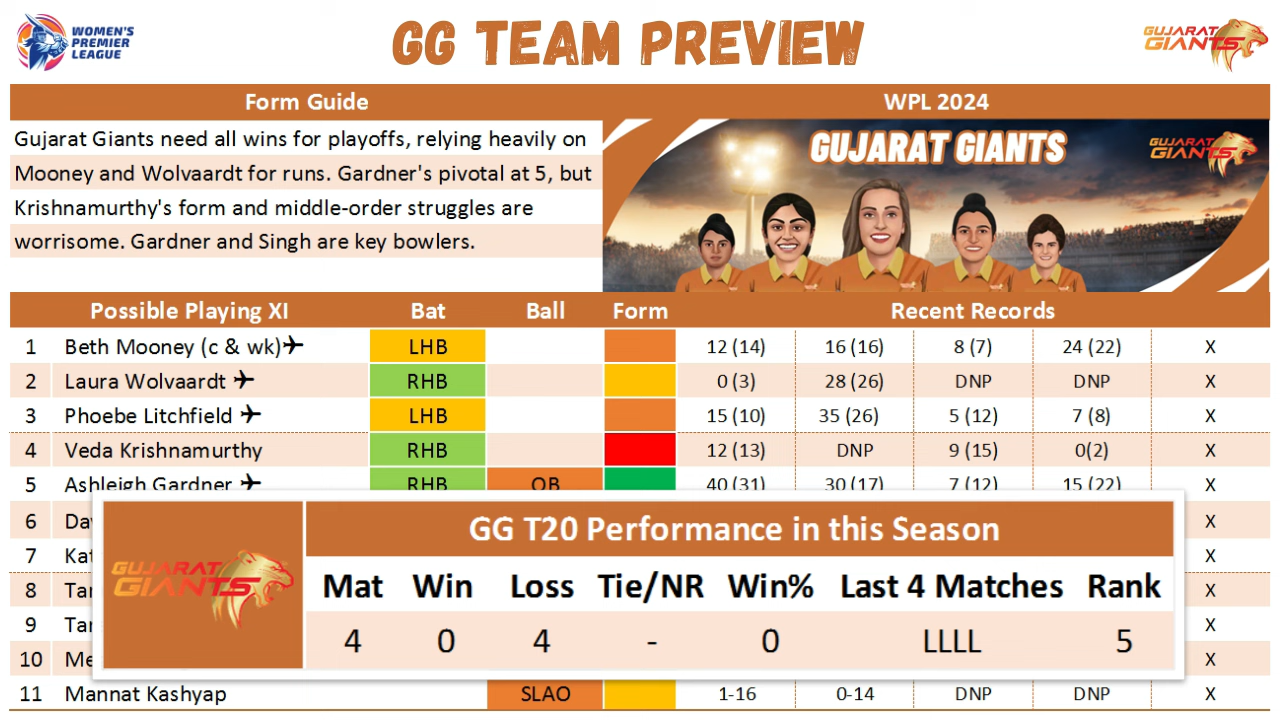 WOMEN'S
PREMIER
LEAGUE
GG TEAM PREVIEW
GUJARAT
GIANTS
Form Guide
WPL 2024
Gujarat Giants need all wins for playoffs, relying heavily on
Mooney and Wolvaardt for runs. Gardner's pivotal at 5, but
Krishnamurthy's form and middle-order struggles are
worrisome. Gardner and Singh are key bowlers.
GUJARAT GIANTS
GUJARAT
GIANTS
Possible Playing XI Bat Ball Form Recent Records
1 Beth Mooney (c & wk) LHB 12 (14) 16 (16) 8 (7) 24 (22) X
2 Laura Wolvaardt RHB 0 (3) 28 (26) DNP DNP X
3 Phoebe Litchfield LHB 15 (10) 35 (26) 5 (12) 7 (8) X
4 Veda Krishnamurthy RHB 12 (13) DNP 9 (15) 0(2) X
5 Ashleigh Gardner RHB OB 40 (31) 30 (17) 7 (12) 15 (22) X
6 X
7 X
8 X
9 X
10 X
11 Mannat Kashyap SLAO 1-16 0-14 DNP DNP X
GUJARAT
GIANTS
GG T20 Performance in this Season
Mat Win Loss Tie/NR Win% Last 4 Matches Rank
4 0 4 - 0 LLLL 5